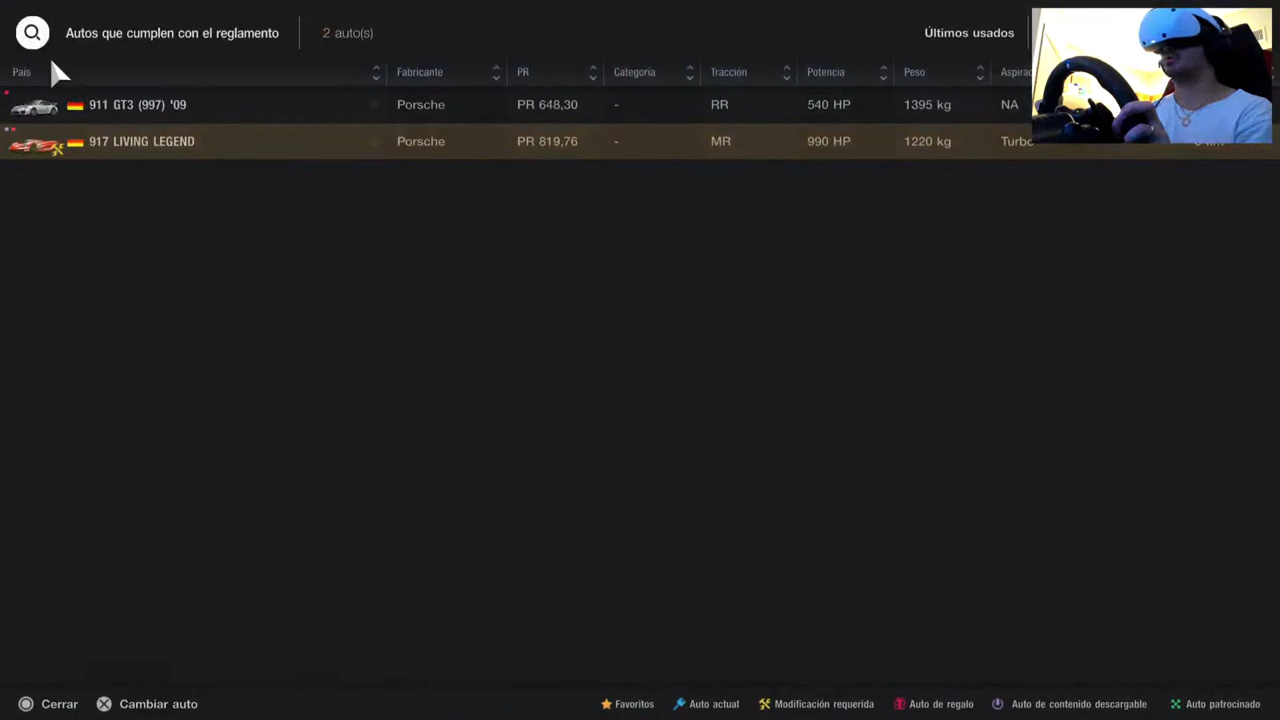 Autos que cumplen con el reglamento 2 auto(s) Últimos usados
País Fabricante PR Categoría Tracción Potencia Peso
911 GT3 (997) '09 Porsche PR 648,30 - RR 540 HP 1395 kg NA
917 LIVING LEGEND Porsche PR 819,76 - MR 990 HP 1220 kg
Cerrar Cambiar auto Favoritos Auto actual Modificación requerida Auto de regalo Auto de contenido descargable Auto patrocinado